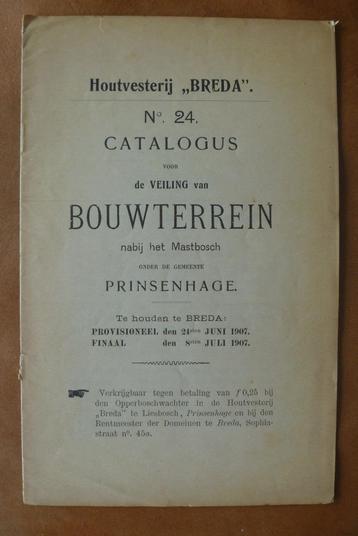 Houtvesterij „BREDA".
No. 24.
CATALOGUS
VOOR
de VEILING van
BOUWTERREIN
nabij het Mastbosch
ONDER DE GEMEENTE
PRINSENHAGE.
Te houden te BREDA:
PROVISIONEEL den 24sten JUNI 1907.
FINAAL den 8sten JULI 1907.
Verkrijgbaar tegen betaling van f 0,25 bij
den Opperboschwachter in de Houtvesterij
„Breda" te Liesbosch, Prinsenhage en bij den
Rentmeester der Domeinen te Breda, Sophia-
straat no. 45a.